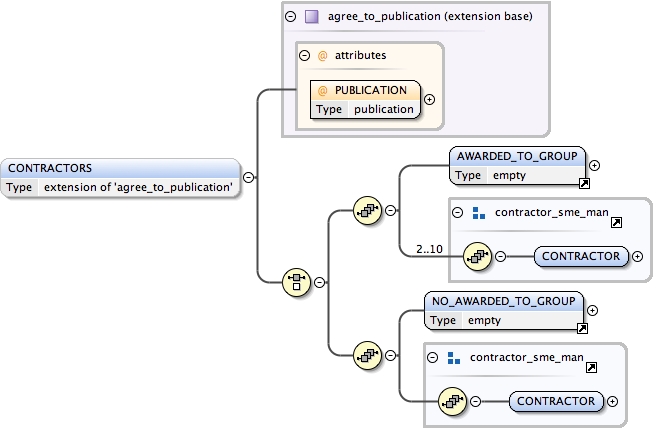 agree_to_publication (extension base)
@ attributes
@ PUBLICATION
Type publication
CONTRACTORS
Type extension of 'agree_to_publication'
AWARDED_TO_GROUP
Type empty
contractor_sme_man
2..10
CONTRACTOR
NO_AWARDED_TO_GROUP
Type empty
contractor_sme_man
CONTRACTOR